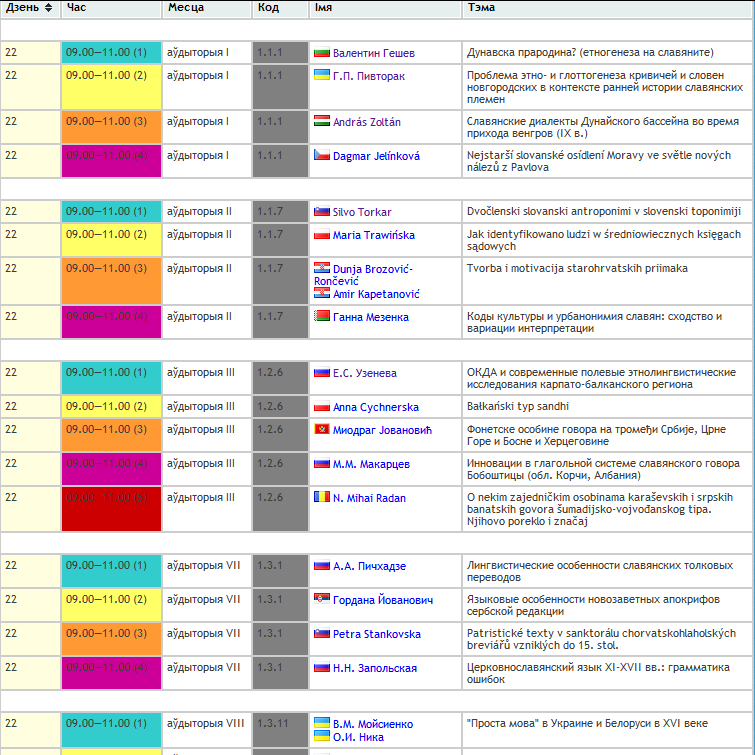 Дзень Час Месца Код Імя Тэма
22 09.00—11.00 (1) аўдыторыя I 1.1.1 Валентин Гешев Дунавска прародина? (етногенеза на славяните)
22 09.00—11.00 (2) аўдыторыя I 1.1.1 Г.П. Пивторак Проблема этно- и глоттогенеза кривичей и словен
новгородских в контексте ранней истории славянских
племен
22 09.00—11.00 (3) аўдыторыя I 1.1.1 András Zoltán Славянские диалекты Дунайского бассейна во время
прихода венгров (IX в.)
22 09.00—11.00 (4) аўдыторыя I 1.1.1 Dagmar Jelínková Nejstarší slovanské osídlení Moravy ve světle nových
nálezů z Pavlova
22 09.00—11.00 (1) аўдыторыя II 1.1.7 Silvo Torkar Dvočlenski slovanski antroponimi v slovenski toponimiji
22 09.00—11.00 (2) аўдыторыя II 1.1.7 Maria Trawińska Jak identyfikowano ludzi w średniowiecznych księgach
sądowych
22 09.00—11.00 (3) аўдыторыя II 1.1.7 Dunja Brozović- Tvorba i motivacija starohrvatskih priimaka
Rončević
Amir Kapetanović
22 09.00—11.00 (4) аўдыторыя II 1.1.7 Ганна Мезенка Коды культуры и урбанонимия славян: сходство и
вариации интерпретации
22 09.00—11.00 (1) аўдыторыя III 1.2.6 Е.С. Узенева ОКДА и современные полевые этнолингвистические
исследования карпато-балканского региона
22 09.00—11.00 (2) аўдыторыя III 1.2.6 Anna Cychnerska Bałkański typ sandhi
22 09.00—11.00 (3) аўдыторыя III 1.2.6 Миодраг Јовановић Фонетске особине говора на тромеђи Србије, Црне
Горе и Босне и Херцеговине
22 09.00—11.00 (4) аўдыторыя III 1.2.6 М.М. Макарцев Инновации в глагольной системе славянского говора
Бобоштицы (обл. Корчи, Албания)
22 09.00—11.00 (5) аўдыторыя III 1.2.6 N. Mihai Radan O nekim zajedničkim osobinama karaševskih i srpskih
banatskih govora šumadijsko-vojvođanskog tipa.
Njihovo poreklo i značaj
22 09.00—11.00 (1) аўдыторыя VII 1.3.1 А.А. Пичхадзе Лингвистические особенности славянских толковых
переводов
22 09.00—11.00 (2) аўдыторыя VII 1.3.1 Гордана Йованович Языковые особенности новозаветных апокрифов
сербской редакции
22 09.00—11.00 (3) аўдыторыя VII 1.3.1 Petra Stankovska Patristické texty v sanktorálu chorvatskohlaholských
breviářů vzniklých do 15. stol.
22 09.00—11.00 (4) аўдыторыя VII 1.3.1 Н.Н. Запольская Церковнославянский язык XI-XVII вв.: грамматика
ошибок
22 09.00—11.00 (1) аўдыторыя VIII 1.3.11 В.М. Мойсиенко "Проста мова" в Украине и Белоруси в XVI веке
О.И. Ника